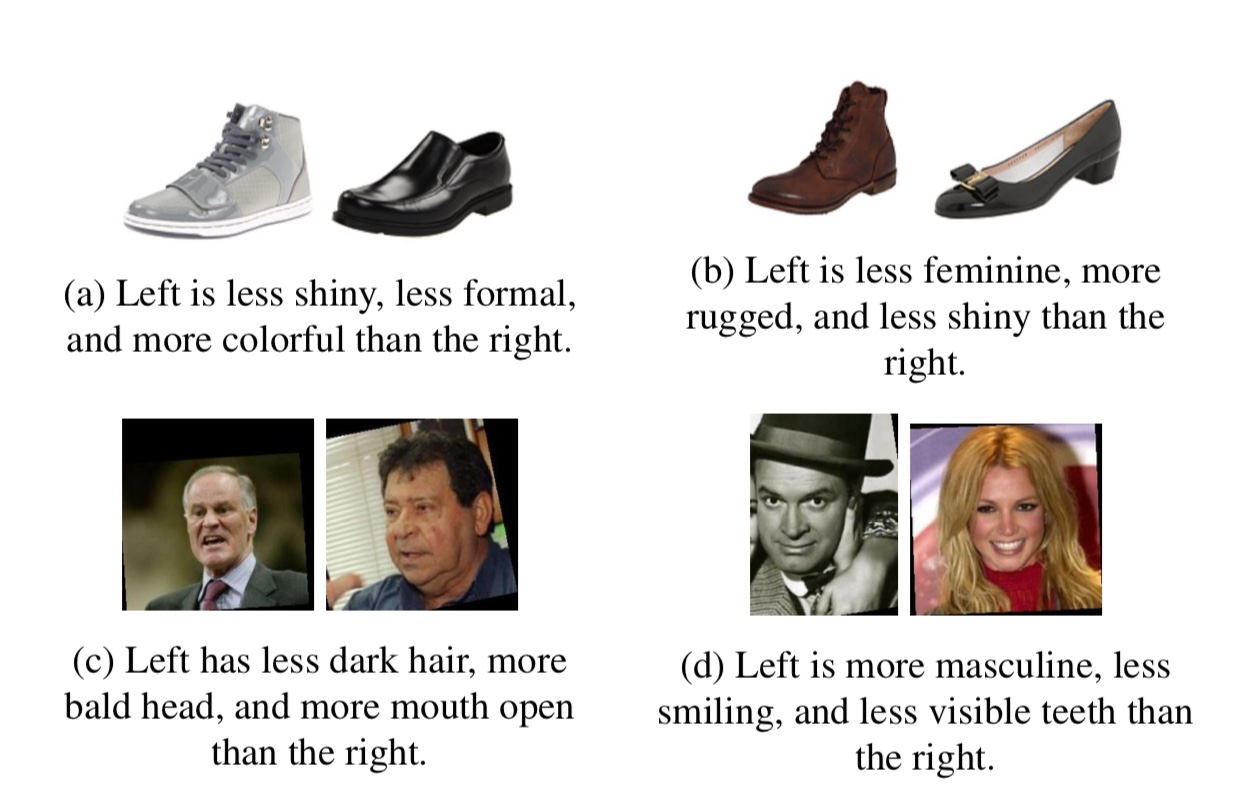 (a) Left is less shiny, less formal,
and more colorful than the right.
(b) Left is less feminine, more
rugged, and less shiny than the
right.
(c) Left has less dark hair, more
bald head, and more mouth open
than the right.
(d) Left is more masculine, less
smiling, and less visible teeth than
the right.